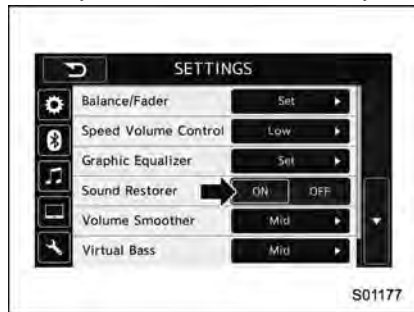 SETTINGS
Balance/Fader Set
Speed Volume Control Low
Graphic Equalizer Set
Sound Restorer ON OFF
Volume Smoother Mid
Virtual Bass Mid
S01177